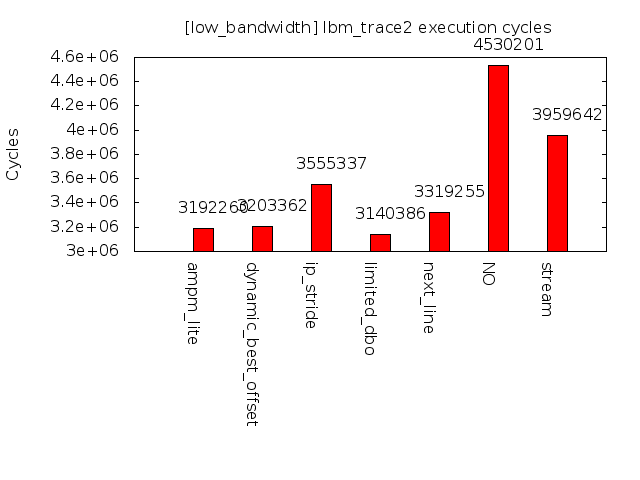 [low_bandwidth] lbm_trace2 execution cycles
Cycles
4.6e+06
4.4e+06
4.2e+06
4e+06
3.8e+06
3.6e+06
3.4e+06
3.2e+06
3e+06
3192260
3203362
3555337
3140386
3319255
4530201
3959642
ampm_lite
dynamic_best_offset
ip_stride
limited_dbo
next_line
NO
stream